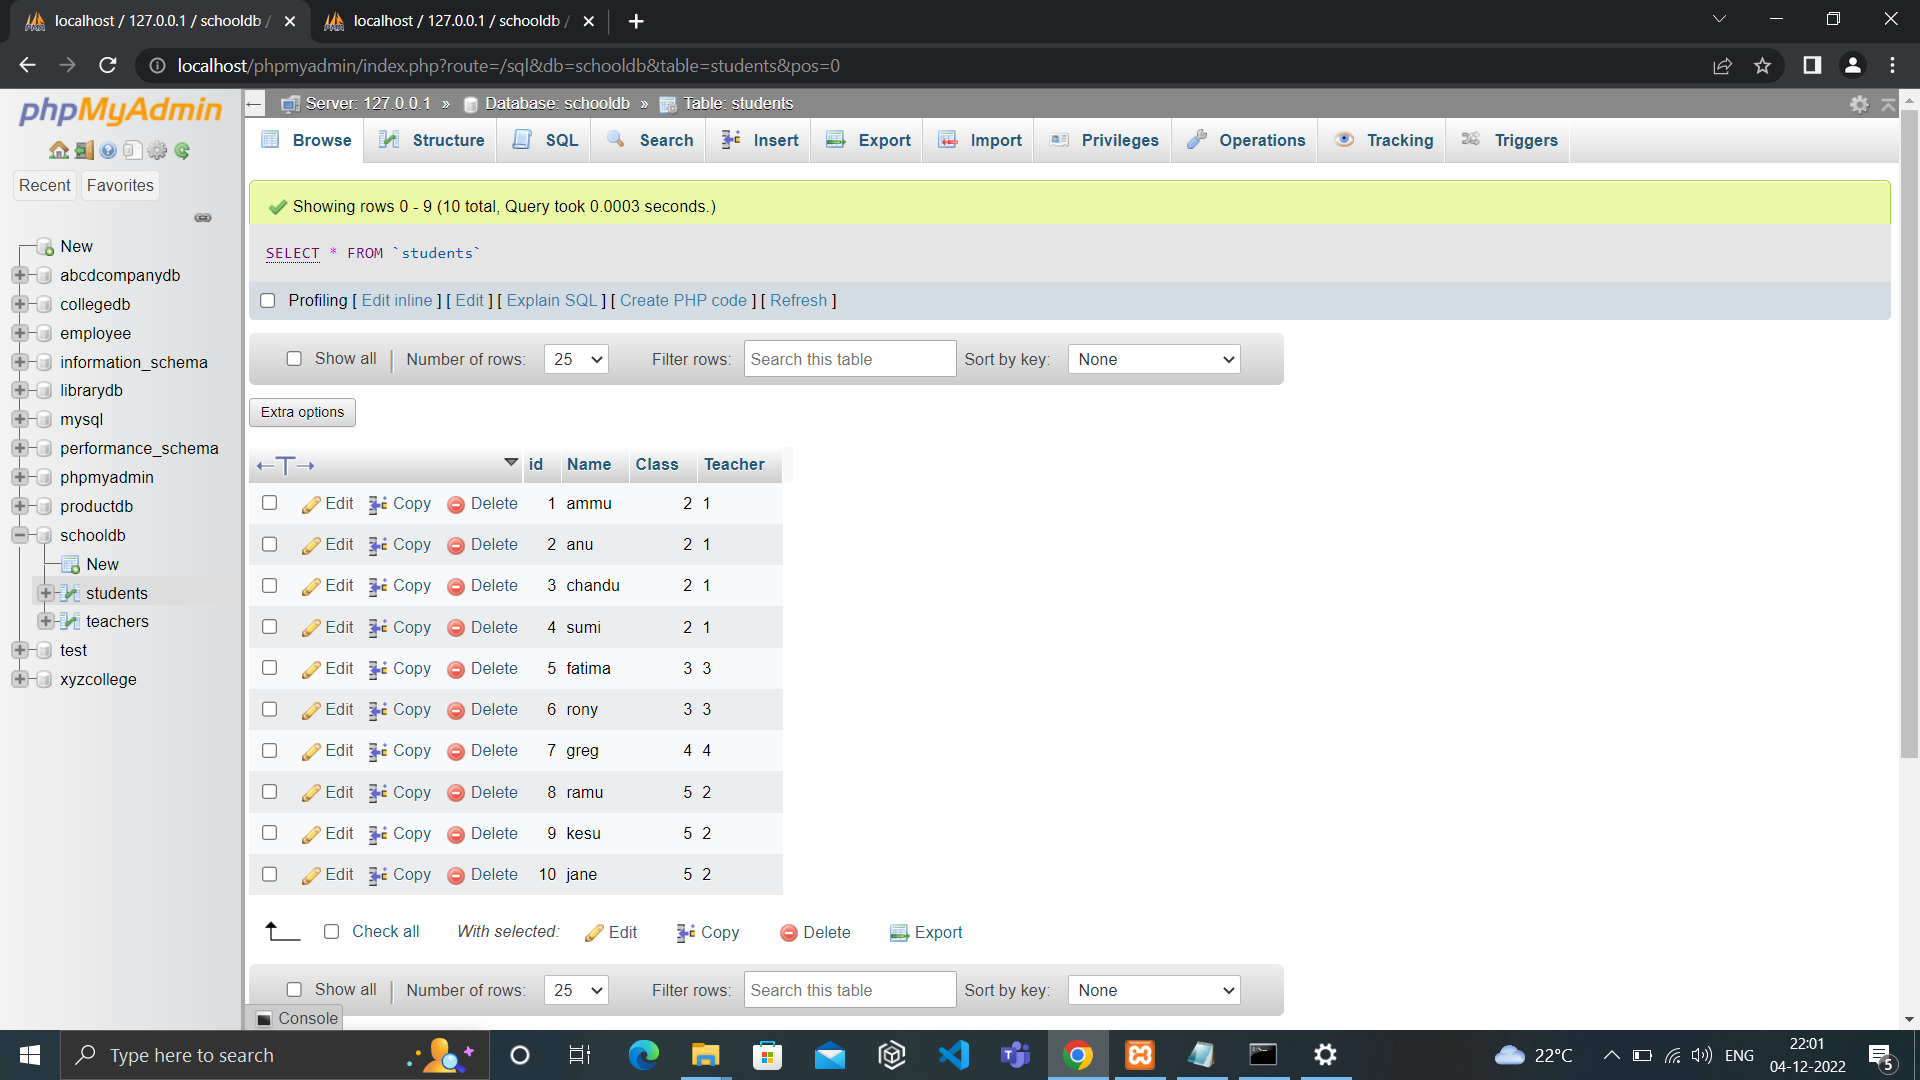 localhost / 127.0.0.1 / schooldb /
localhost / 127.0.0.1 / schooldb /
localhost/phpmyadmin/index.php?route=/sql&db=schooldb&table=students&pos=0
phpMyAdmin
Recent Favorites
New
abcdcompanydb
collegedb
employee
information_schema
librarydb
mysql
performance_schema
phpmyadmin
productdb
schooldb
New
students
teachers
test
xyzcollege
Server: 127.0.0.1 » Database: schooldb » Table: students
Browse Structure SQL Search Insert Export Import Privileges Operations Tracking Triggers
Showing rows 0 - 9 (10 total, Query took 0.0003 seconds.)
SELECT * FROM `students`
Profiling [ Edit inline ] [ Edit ] [ Explain SQL ] [ Create PHP code ] [ Refresh ]
Show all | Number of rows: 25 Filter rows: Search this table Sort by key: None
Extra options
id Name Class Teacher
Edit Copy Delete 1 ammu 2 1
Edit Copy Delete 2 anu 2 1
Edit Copy Delete 3 chandu 2 1
Edit Copy Delete 4 sumi 2 1
Edit Copy Delete 5 fatima 3 3
Edit Copy Delete 6 rony 3 3
Edit Copy Delete 7 greg 4 4
Edit Copy Delete 8 ramu 5 2
Edit Copy Delete 9 kesu 5 2
Edit Copy Delete 10 jane 5 2
Check all With selected: Edit Copy Delete Export
Show all | Number of rows: 25 Filter rows: Search this table Sort by key: None
Console
Type here to search
22°C
ENG
22:01
04-12-2022
5